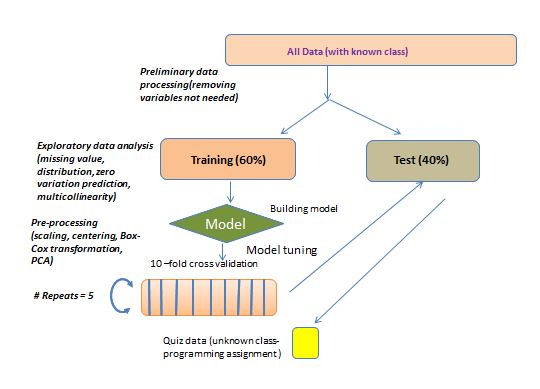 All Data (with known class)
Preliminary data
processing(removing
variables not needed)
Exploratory data analysis
(missing value,
distribution, zero
variation prediction,
multicollinearity)
Training (60%)
Test (40%)
Building model
Model
Pre-processing
(scaling, centering, Box-
Cox transformation,
PCA)
Model tuning
10 –fold cross validation
# Repeats = 5
Quiz data (unknown class-
programming assignment )